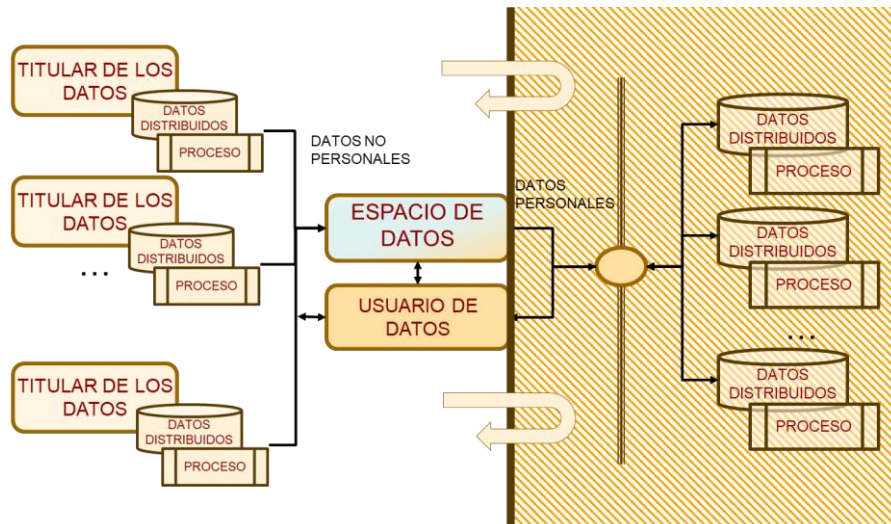 TITULAR DE LOS
DATOS
DATOS
DISTRIBUIDOS
PROCESO
TITULAR DE LOS
DATOS
DATOS
DISTRIBUIDOS
PROCESO
...
TITULAR DE LOS
DATOS
DATOS
DISTRIBUIDOS
PROCESO
DATOS NO
PERSONALES
ESPACIO DE
DATOS
USUARIO DE
DATOS
DATOS
PERSONALES
DATOS
DISTRIBUIDOS
PROCESO
DATOS
DISTRIBUIDOS
PROCESO
...
DATOS
DISTRIBUIDOS
PROCESO